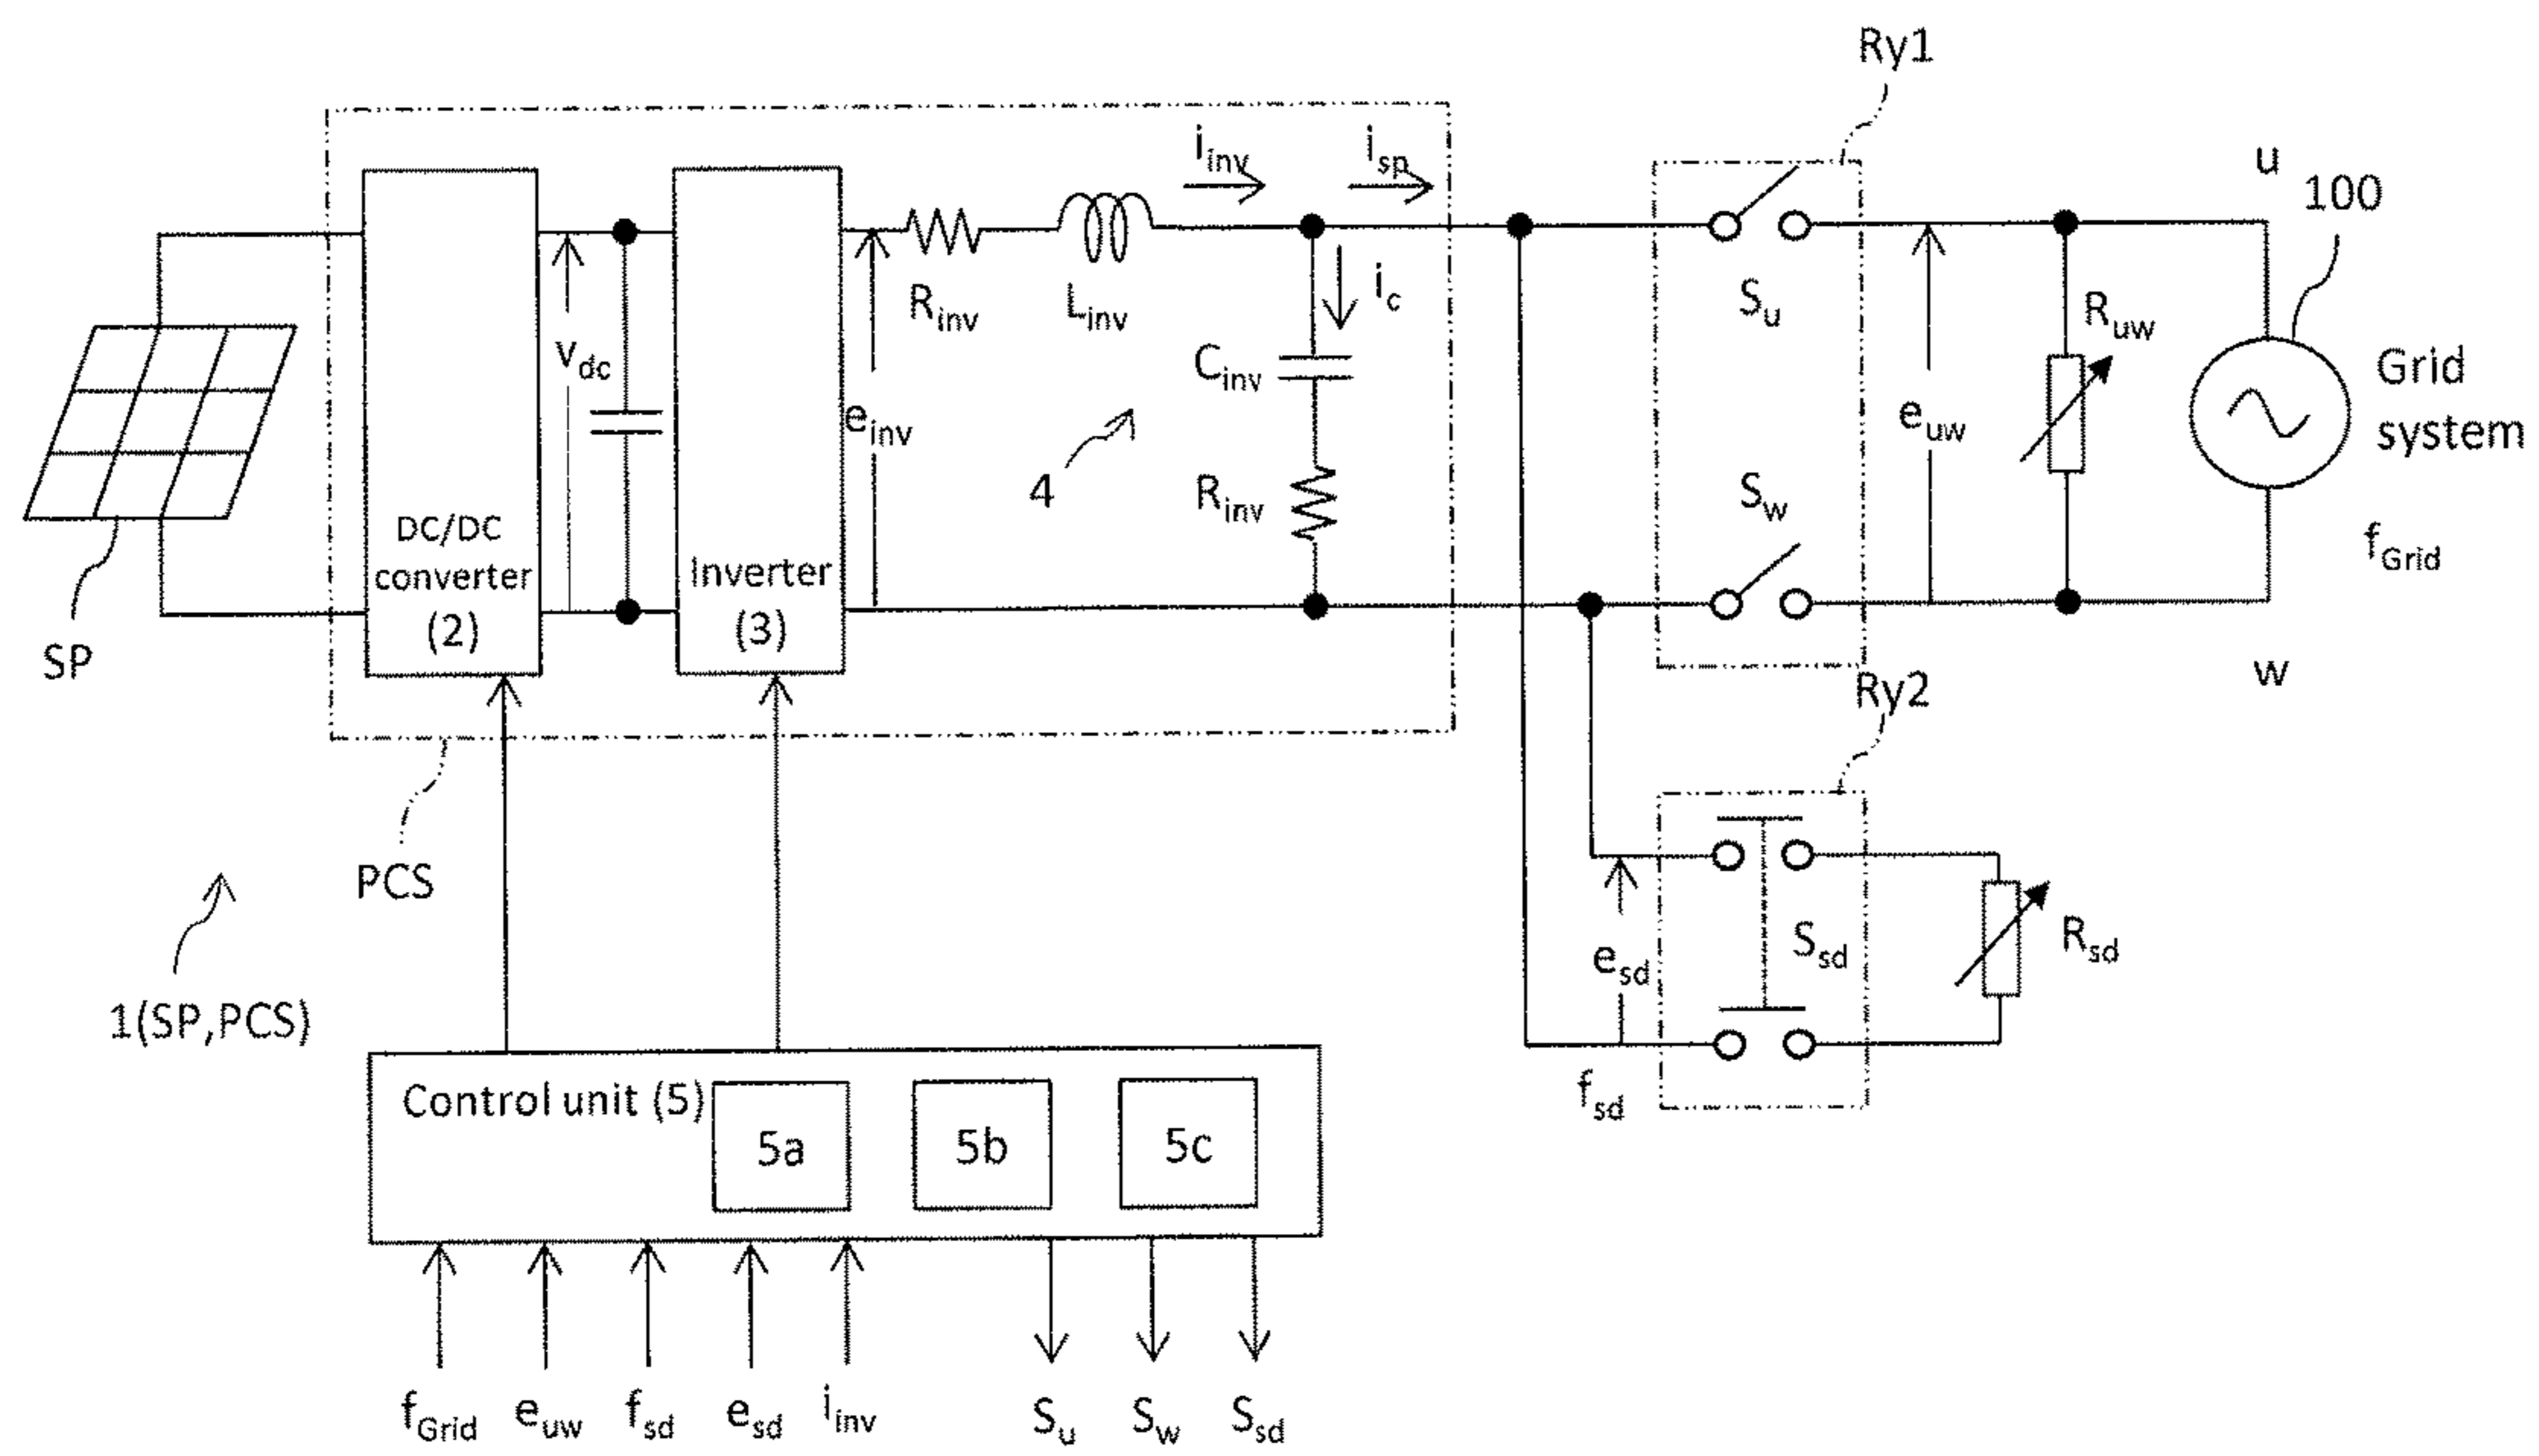 Ry1
u
100
i_inv
i_sp
R_inv
L_inv
i_c
S_u
R_uw
v_dc
C_inv
e_inv
e_uw
Grid
system
4
R_inv
S_w
f_Grid
DC/DC
converter
(2)
Inverter
(3)
SP
w
Ry2
PCS
e_sd
S_sd
R_sd
1(SP,PCS)
f_sd
Control unit (5)
5a
5b
5c
f_Grid
e_uw
f_sd
e_sd
i_inv
S_u
S_w
S_sd